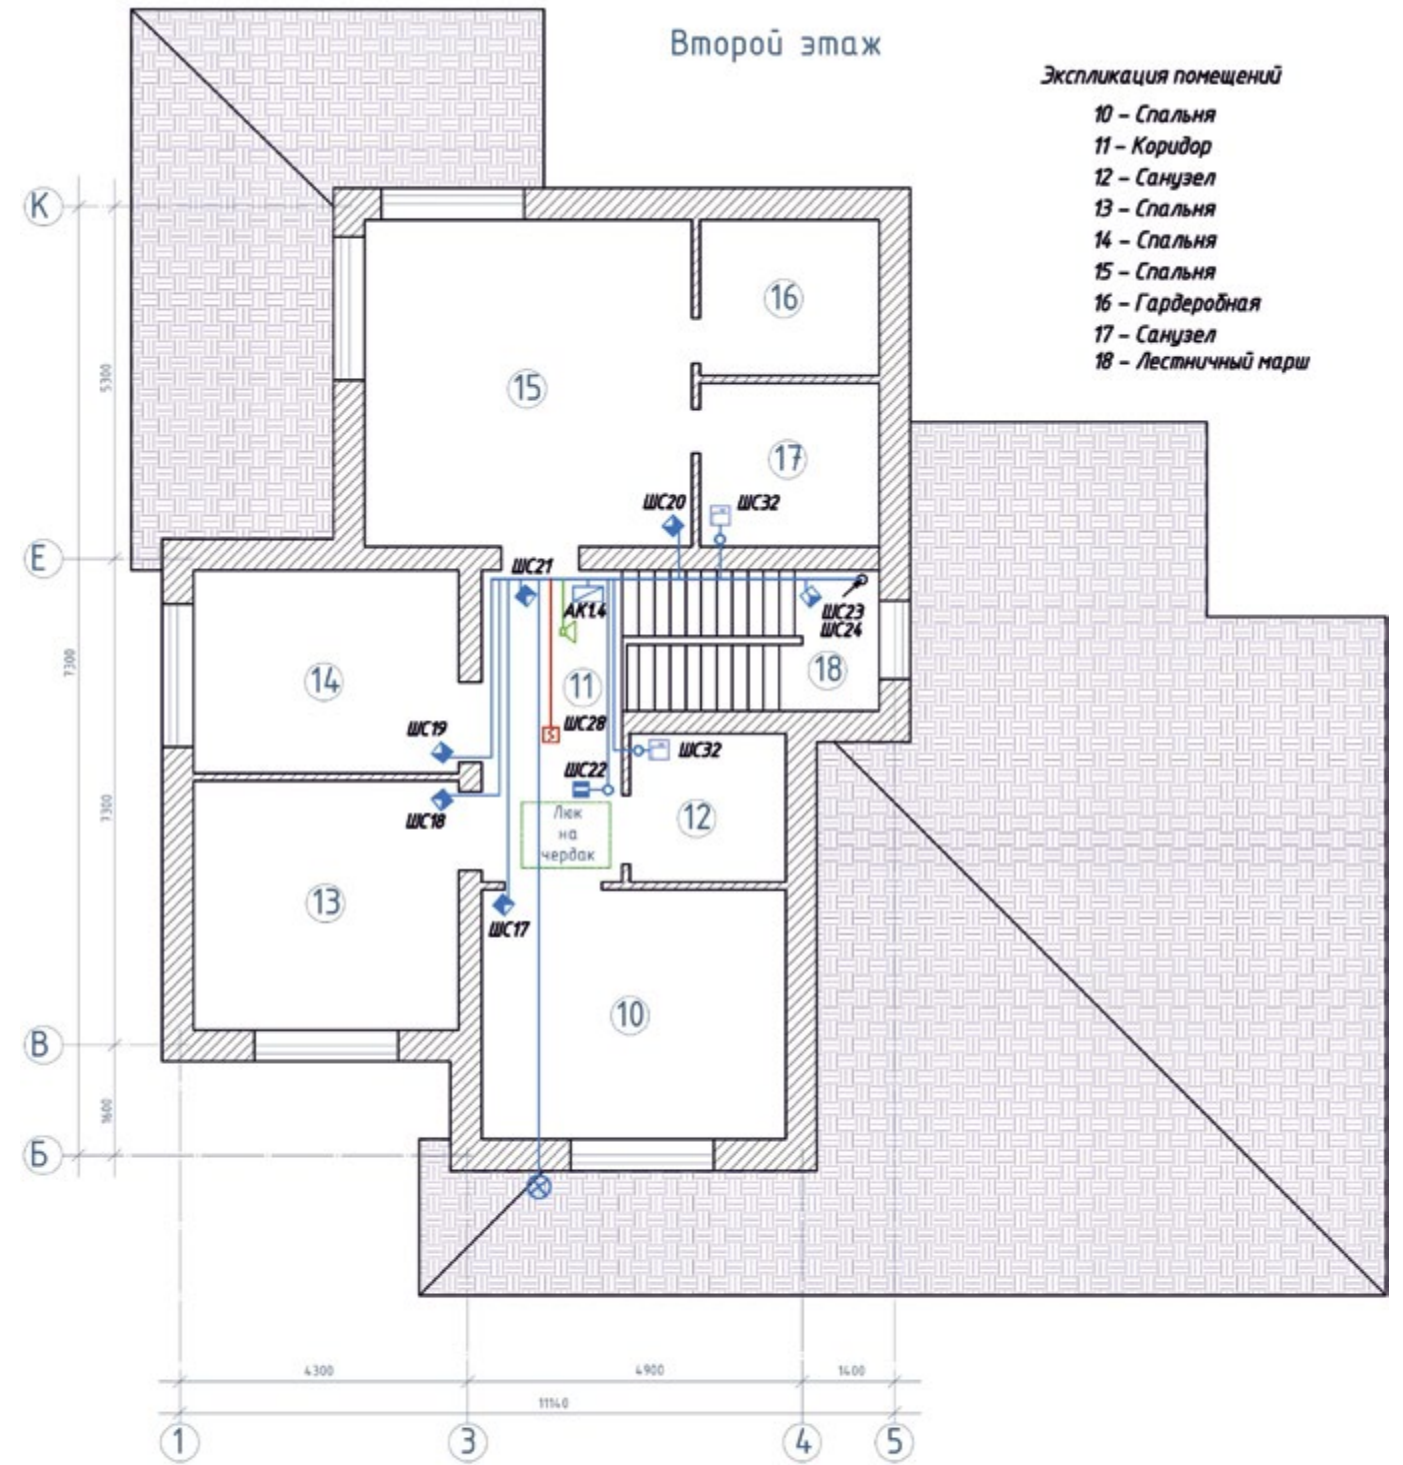 Второй этаж
Экспликация помещений
10 – Спальня
11 – Коридор
12 – Санузел
13 – Спальня
14 – Спальня
15 – Спальня
16 – Гардеробная
17 – Санузел
18 – Лестничный марш
К
16
5300
15
17
ШС20
ШС32
Е
ШС21
АК1.4
ШС23
ШС24
7300
14
11
18
ШС19
ШС28
ШС32
ШС22
ШС18
Люк
на
чердак
12
3300
13
ШС17
10
В
1600
Б
4300
4900
1400
11140
1
3
4
5